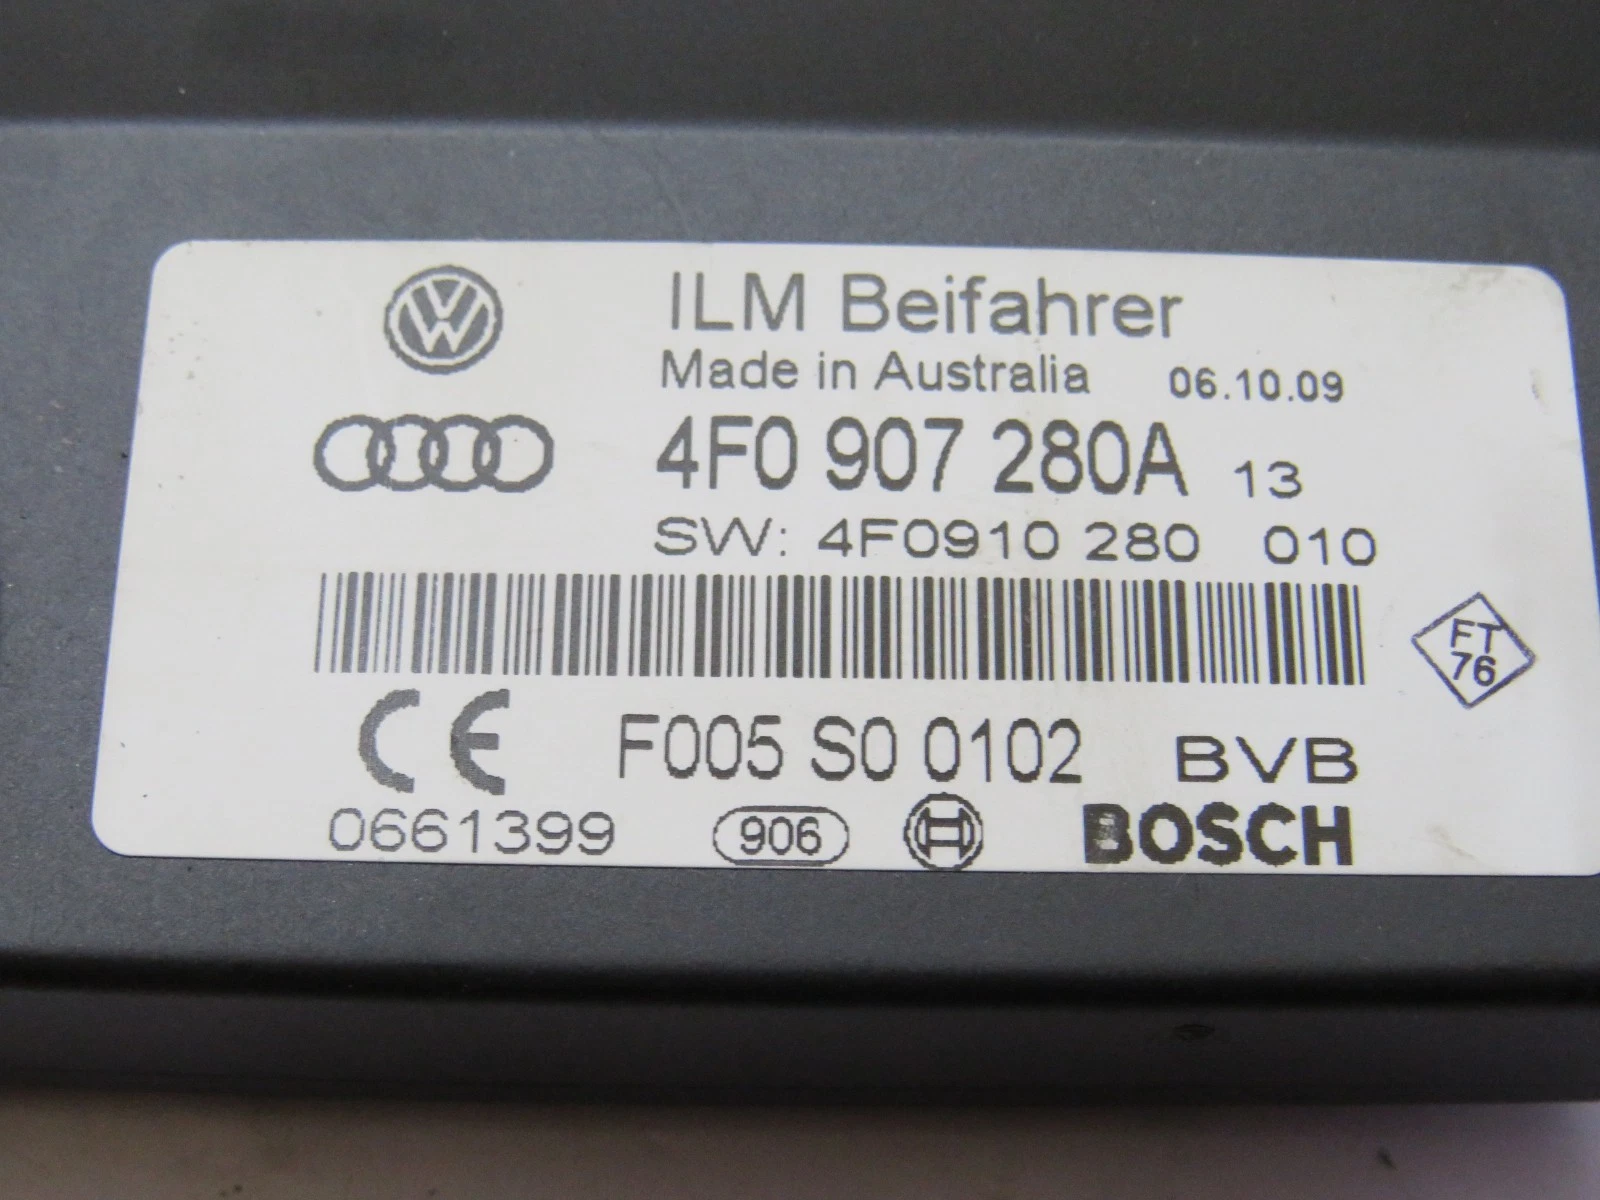 ILM Beifahrer
Made in Australia 06.10.09
4F0 907 280A 13
SW: 4F0910 280 010
FT
76
CE F005 S0 0102 BVB
0661399 906 BOSCH